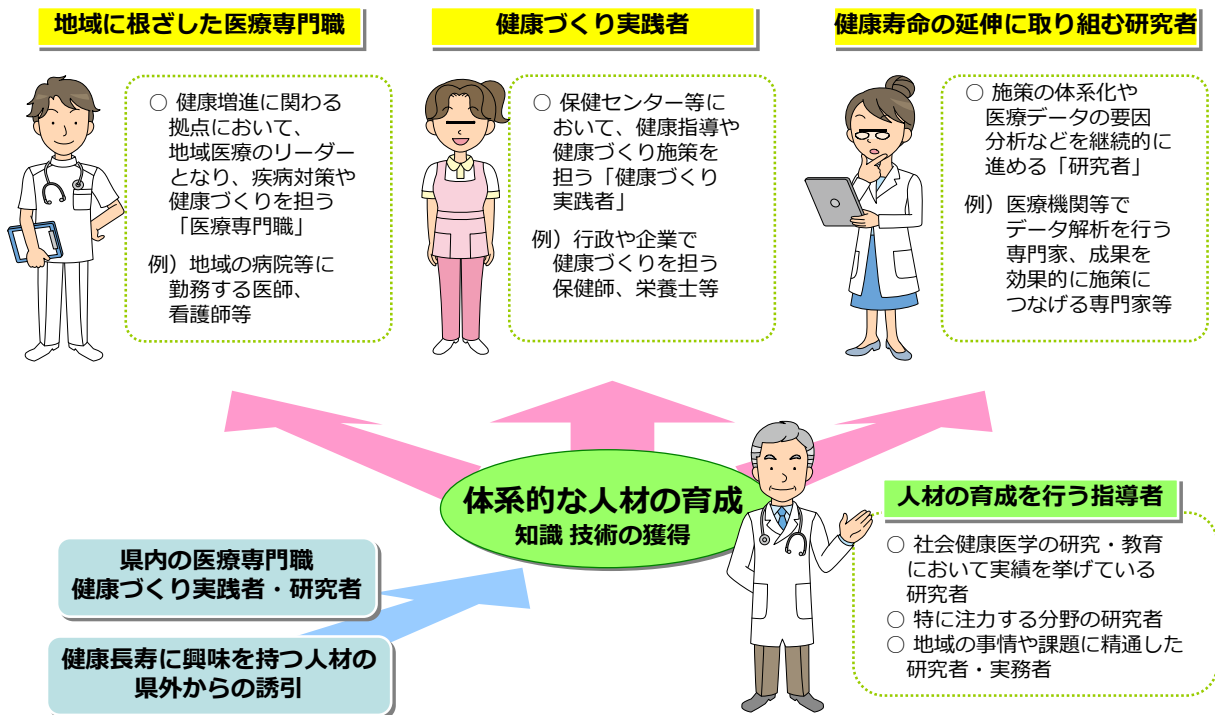 地域に根ざした医療専門職
○ 健康増進に関わる
拠点において、
地域医療のリーダー
となり、疾病対策や
健康づくりを担う
「医療専門職」
例）地域の病院等に
勤務する医師、
看護師等
健康づくり実践者
○ 保健センター等に
おいて、健康指導や
健康づくり施策を
担う「健康づくり
実践者」
例）行政や企業で
健康づくりを担う
保健師、栄養士等
健康寿命の延伸に取り組む研究者
○ 施策の体系化や
医療データの要因
分析などを継続的に
進める「研究者」
例）医療機関等で
データ解析を行う
専門家、成果を
効果的に施策に
つなげる専門家等
体系的な人材の育成
知識 技術の獲得
人材の育成を行う指導者
○ 社会健康医学の研究・教育
において実績を挙げている
研究者
○ 特に注力する分野の研究者
○ 地域の事情や課題に精通した
研究者・実務者
県内の医療専門職
健康づくり実践者・研究者
健康長寿に興味を持つ人材の
県外からの誘引